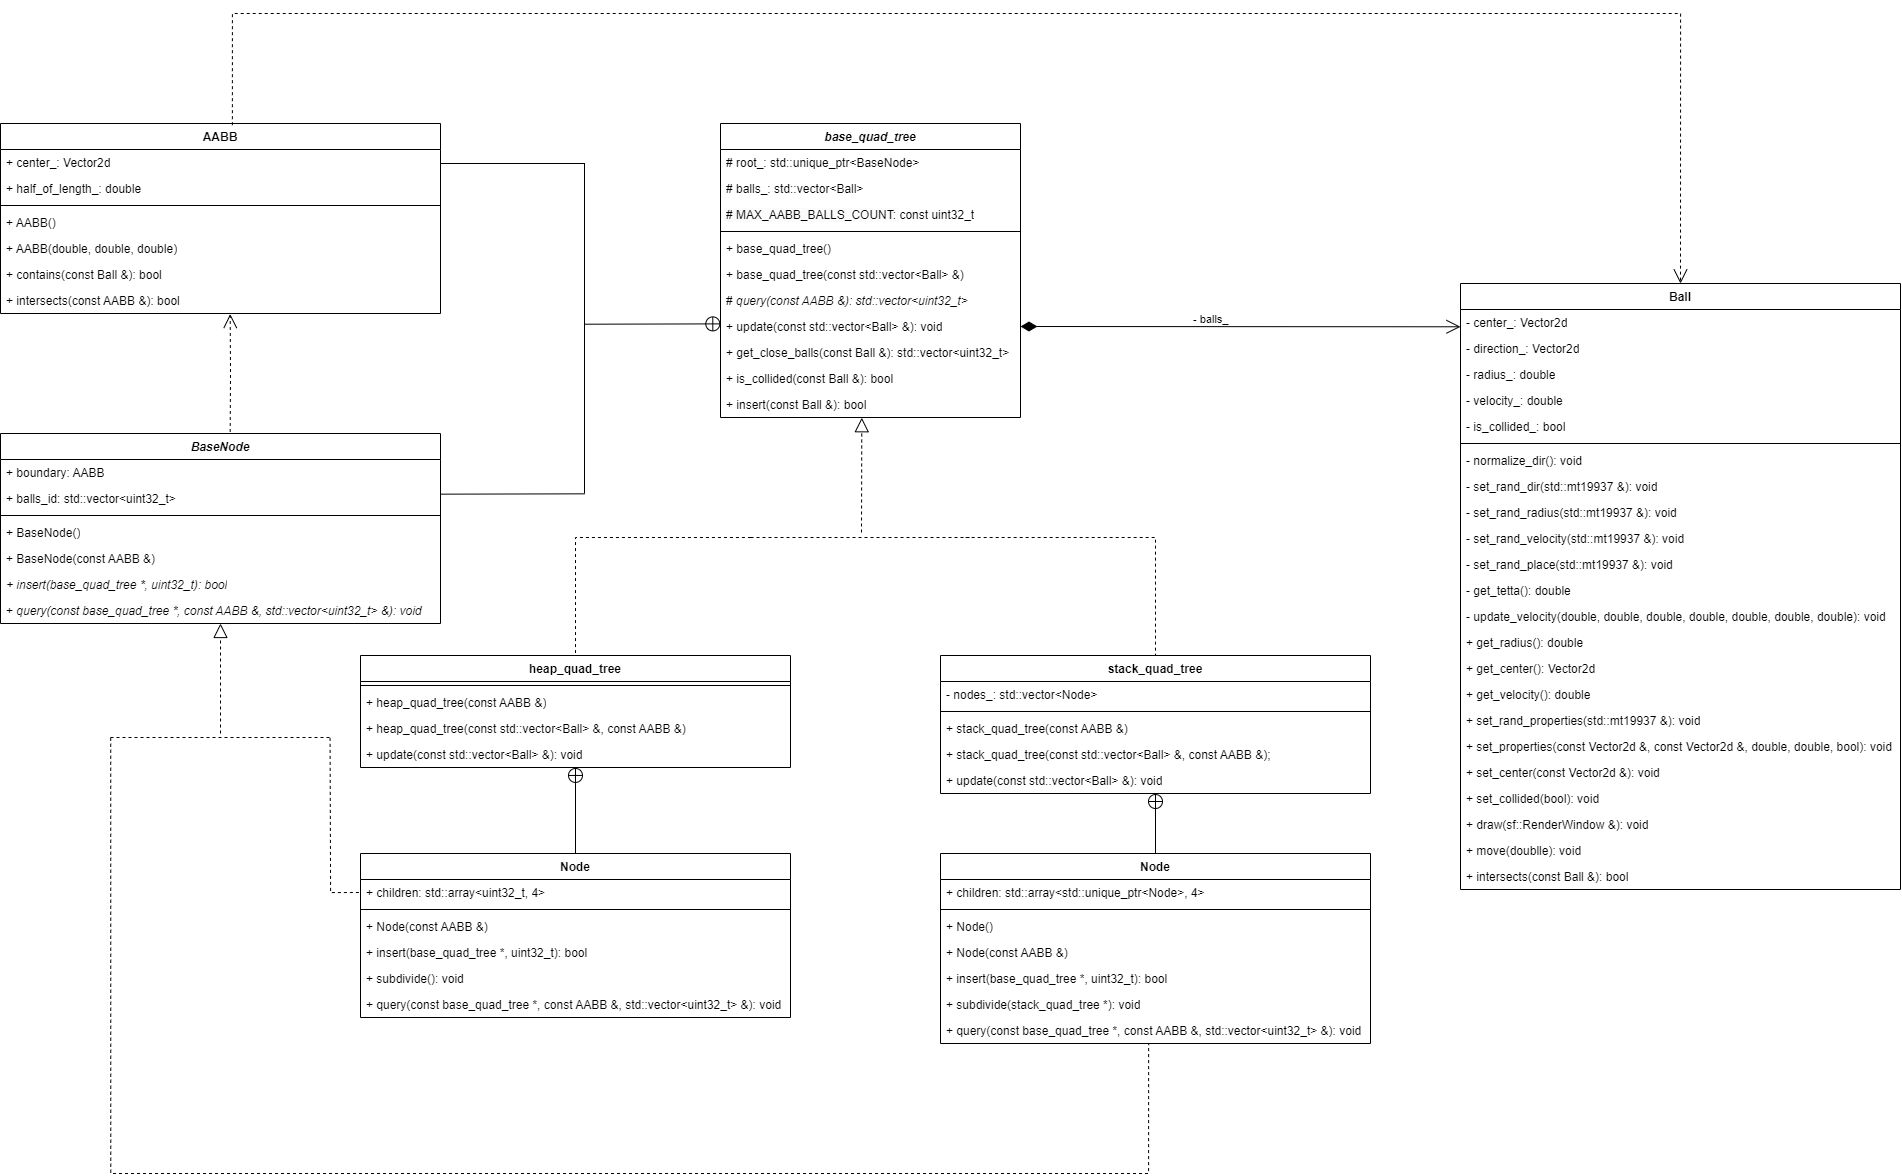 AABB
+ center_: Vector2d
+ half_of_length_: double
+ AABB()
+ AABB(double, double, double)
+ contains(const Ball &): bool
+ intersects(const AABB &): bool
base_quad_tree
# root_: std::unique_ptr<BaseNode>
# balls_: std::vector<Ball>
# MAX_AABB_BALLS_COUNT: const uint32_t
+ base_quad_tree()
+ base_quad_tree(const std::vector<Ball> &)
# query(const AABB &): std::vector<uint32_t>
+ update(const std::vector<Ball> &): void
+ get_close_balls(const Ball &): std::vector<uint32_t>
+ is_collided(const Ball &): bool
+ insert(const Ball &): bool
- balls_
Ball
- center_: Vector2d
- direction_: Vector2d
- radius_: double
- velocity_: double
- is_collided_: bool
- normalize_dir(): void
- set_rand_dir(std::mt19937 &): void
- set_rand_radius(std::mt19937 &): void
- set_rand_velocity(std::mt19937 &): void
- set_rand_place(std::mt19937 &): void
- get_tetta(): double
- update_velocity(double, double, double, double, double, double, double): void
+ get_radius(): double
+ get_center(): Vector2d
+ get_velocity(): double
+ set_rand_properties(std::mt19937 &): void
+ set_properties(const Vector2d &, const Vector2d &, double, double, bool): void
+ set_center(const Vector2d &): void
+ set_collided(bool): void
+ draw(sf::RenderWindow &): void
+ move(doublle): void
+ intersects(const Ball &): bool
BaseNode
+ boundary: AABB
+ balls_id: std::vector<uint32_t>
+ BaseNode()
+ BaseNode(const AABB &)
+ insert(base_quad_tree *, uint32_t): bool
+ query(const base_quad_tree *, const AABB &, std::vector<uint32_t> &): void
heap_quad_tree
+ heap_quad_tree(const AABB &)
+ heap_quad_tree(const std::vector<Ball> &, const AABB &)
+ update(const std::vector<Ball> &): void
stack_quad_tree
- nodes_: std::vector<Node>
+ stack_quad_tree(const AABB &)
+ stack_quad_tree(const std::vector<Ball> &, const AABB &);
+ update(const std::vector<Ball> &): void
Node
+ children: std::array<uint32_t, 4>
+ Node(const AABB &)
+ insert(base_quad_tree *, uint32_t): bool
+ subdivide(): void
+ query(const base_quad_tree *, const AABB &, std::vector<uint32_t> &): void
Node
+ children: std::array<std::unique_ptr<Node>, 4>
+ Node()
+ Node(const AABB &)
+ insert(base_quad_tree *, uint32_t): bool
+ subdivide(stack_quad_tree *): void
+ query(const base_quad_tree *, const AABB &, std::vector<uint32_t> &): void